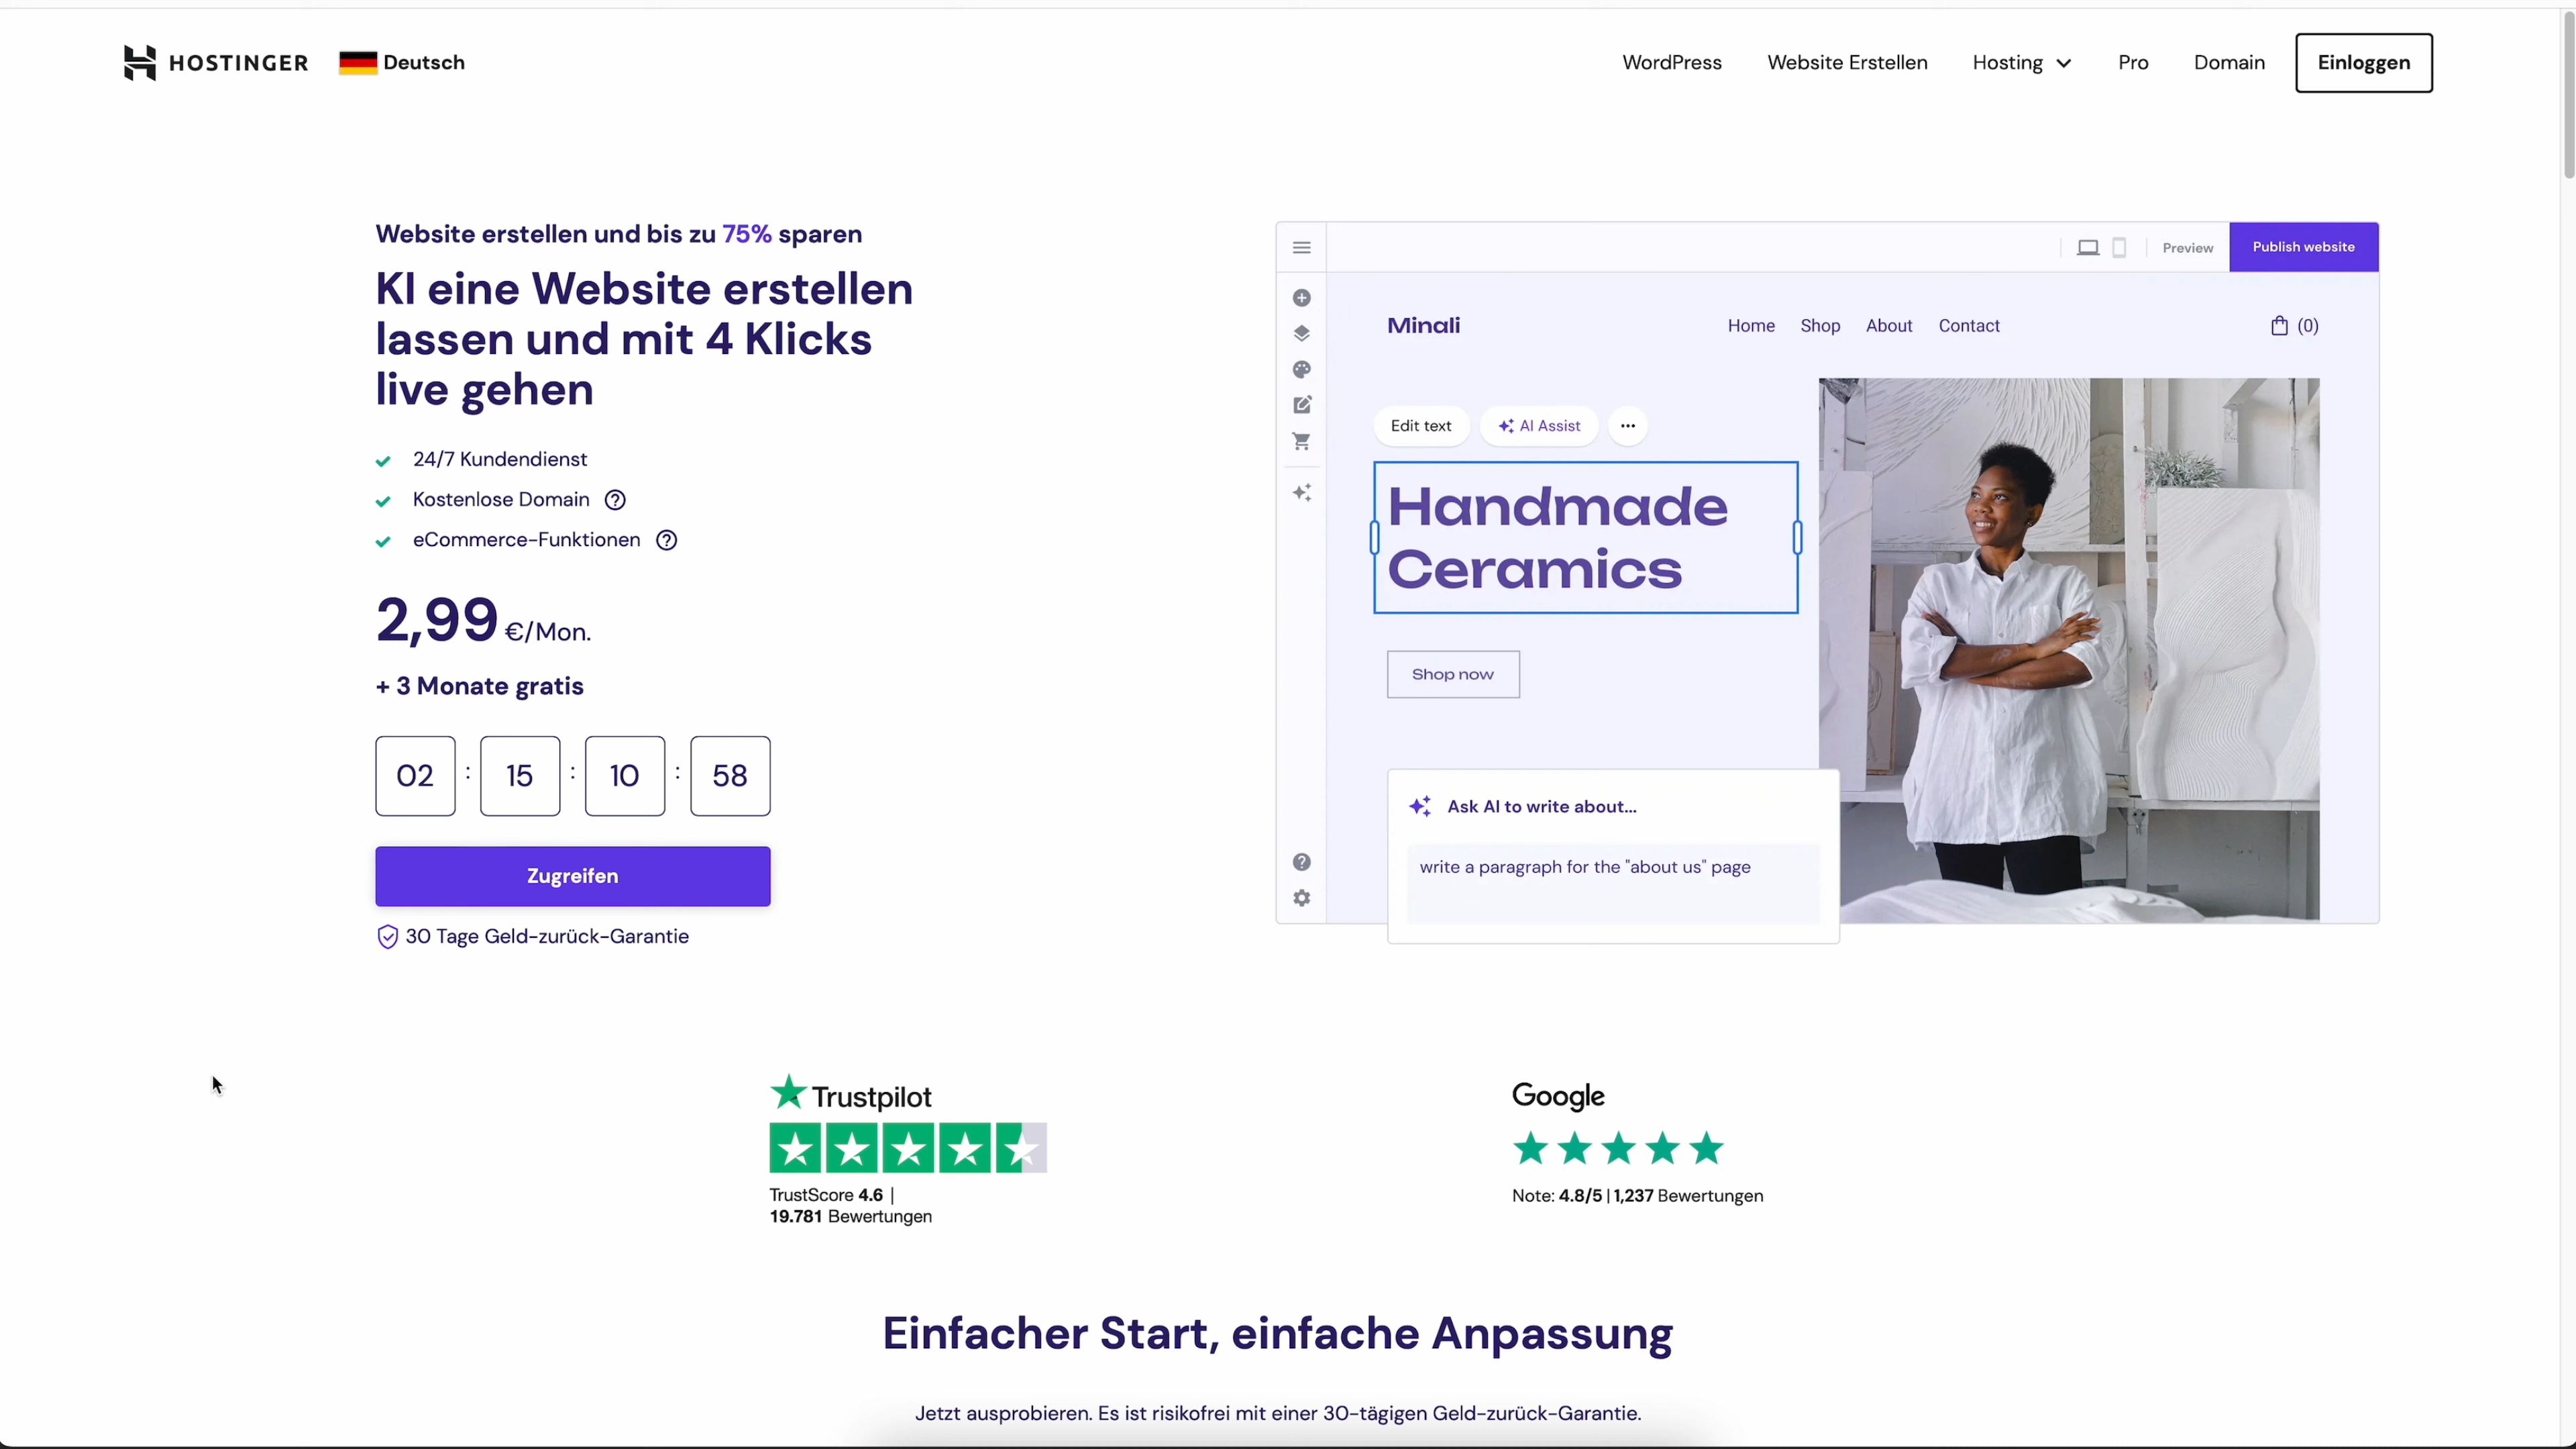 HOSTINGER
Deutsch
WordPress
Website Erstellen
Hosting
Pro
Domain
Einloggen
Website erstellen und bis zu 75% sparen
KI eine Website erstellen
lassen und mit 4 Klicks
live gehen
24/7 Kundendienst
Kostenlose Domain
eCommerce-Funktionen
2,99 €/Mon.
+ 3 Monate gratis
02 : 15 : 10 : 58
Zugreifen
30 Tage Geld-zurück-Garantie
Preview
Publish website
Minali
Home
Shop
About
Contact
(0)
Edit text
AI Assist
Handmade
Ceramics
Shop now
Ask AI to write about...
write a paragraph for the "about us" page
Trustpilot
TrustScore 4.6 |
19.781 Bewertungen
Google
Note: 4.8/5 | 1,237 Bewertungen
Einfacher Start, einfache Anpassung
Jetzt ausprobieren. Es ist risikofrei mit einer 30-tägigen Geld-zurück-Garantie.